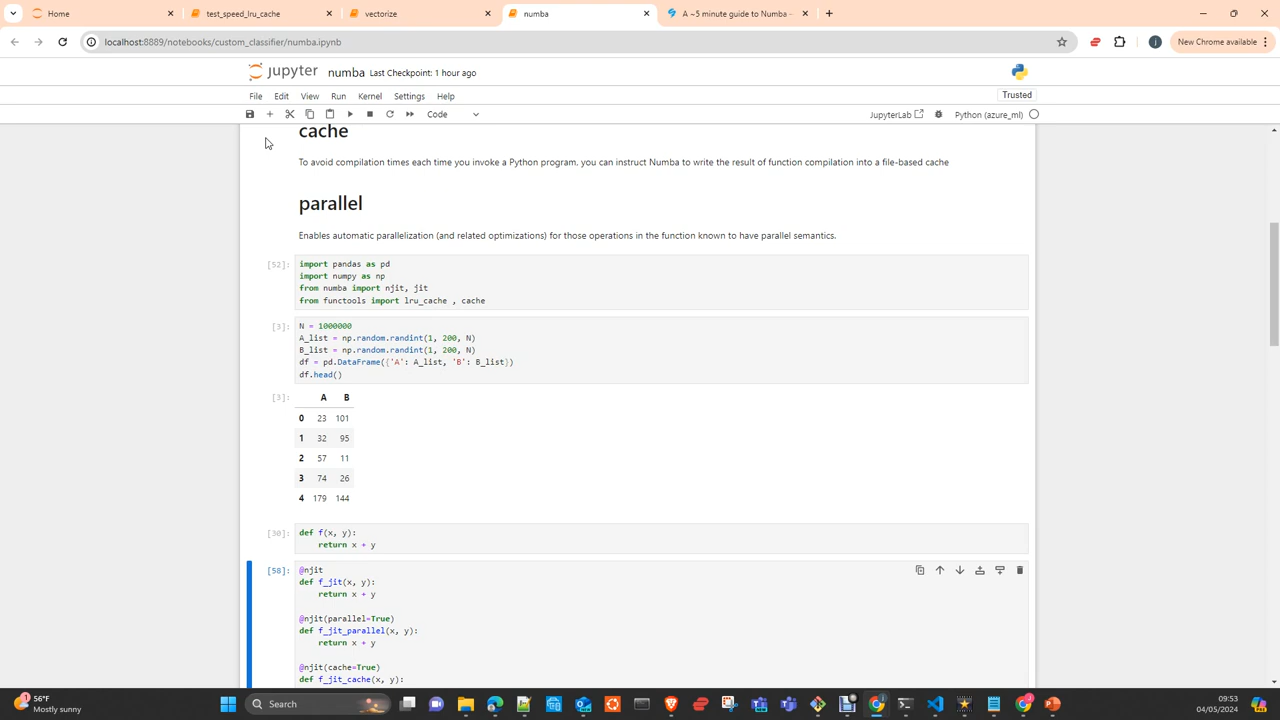 Home
test_speed_lru_cache
vectorize
numba
A ~5 minute guide to Numba —
localhost:8889/notebooks/custom_classifier/numba.ipynb
New Chrome available
jupyter numba Last Checkpoint: 1 hour ago
File Edit View Run Kernel Settings Help
Trusted
Code
JupyterLab
Python (azure_ml)
cache
To avoid compilation times each time you invoke a Python program, you can instruct Numba to write the result of function compilation into a file-based cache
parallel
Enables automatic parallelization (and related optimizations) for those operations in the function known to have parallel semantics.
[52]: import pandas as pd
import numpy as np
from numba import njit, jit
from functools import lru_cache , cache
[3]: N = 1000000
A_list = np.random.randint(1, 200, N)
B_list = np.random.randint(1, 200, N)
df = pd.DataFrame({'A': A_list, 'B': B_list})
df.head()
[3]: A B
0 23 101
1 32 95
2 57 11
3 74 26
4 179 144
[30]: def f(x, y):
return x + y
[58]: @njit
def f_jit(x, y):
return x + y
@njit(parallel=True)
def f_jit_parallel(x, y):
return x + y
@njit(cache=True)
def f_jit_cache(x, y):
56°F
Mostly sunny
Search
09:53
04/05/2024